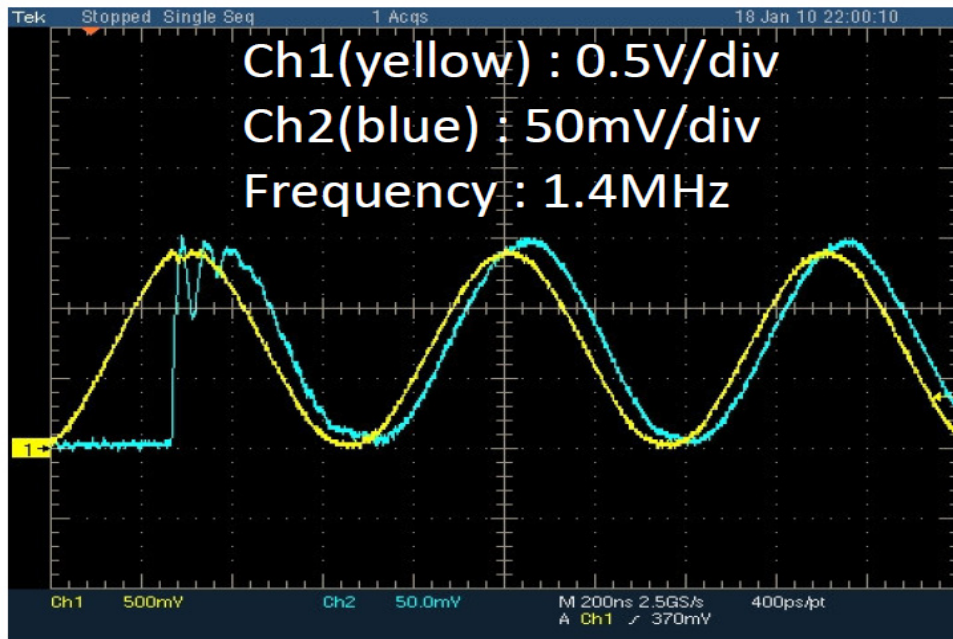 Tek Stopped Single Seq 1 Acqs 18 Jan 10 22:00:10
Ch1(yellow) : 0.5V/div
Ch2(blue) : 50mV/div
Frequency : 1.4MHz
1
Ch1 500mV Ch2 50.0mV M 200ns 2.5GS/s 400ps/pt
A Ch1 370mV